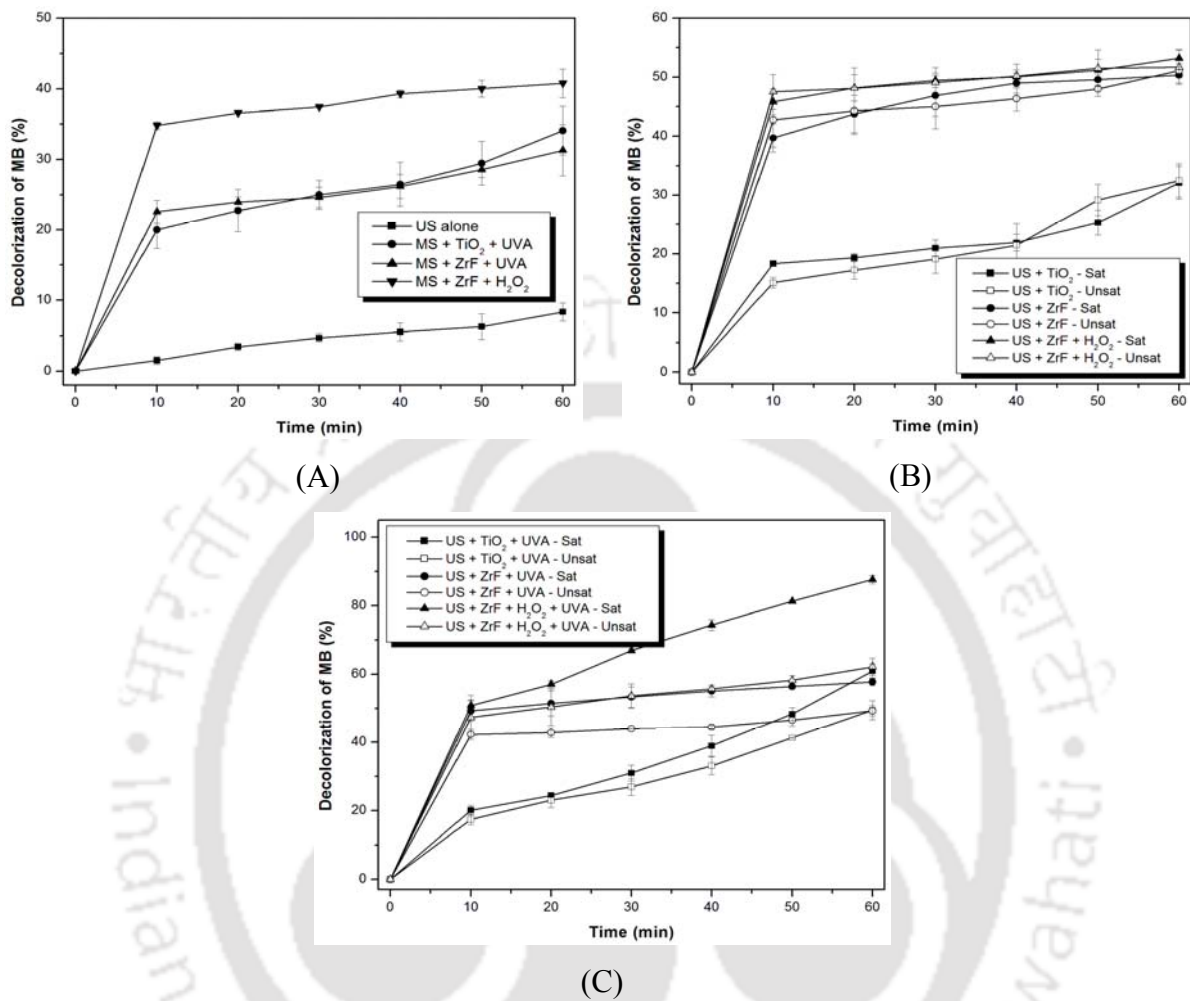 50
40
30
20
10
0
Decolorization of MB (%)
US alone
MS + TiO₂ + UVA
MS + ZrF + UVA
MS + ZrF + H₂O₂
0 10 20 30 40 50 60
Time (min)
(A)
60
50
40
30
20
10
0
Decolorization of MB (%)
US + TiO₂ - Sat
US + TiO₂ - Unsat
US + ZrF - Sat
US + ZrF - Unsat
US + ZrF + H₂O₂ - Sat
US + ZrF + H₂O₂ - Unsat
0 10 20 30 40 50 60
Time (min)
(B)
100
80
60
40
20
0
Decolorization of MB (%)
US + TiO₂ + UVA - Sat
US + TiO₂ + UVA - Unsat
US + ZrF + UVA - Sat
US + ZrF + UVA - Unsat
US + ZrF + H₂O₂ + UVA - Sat
US + ZrF + H₂O₂ + UVA - Unsat
0 10 20 30 40 50 60
Time (min)
(C)
Indian
wahati